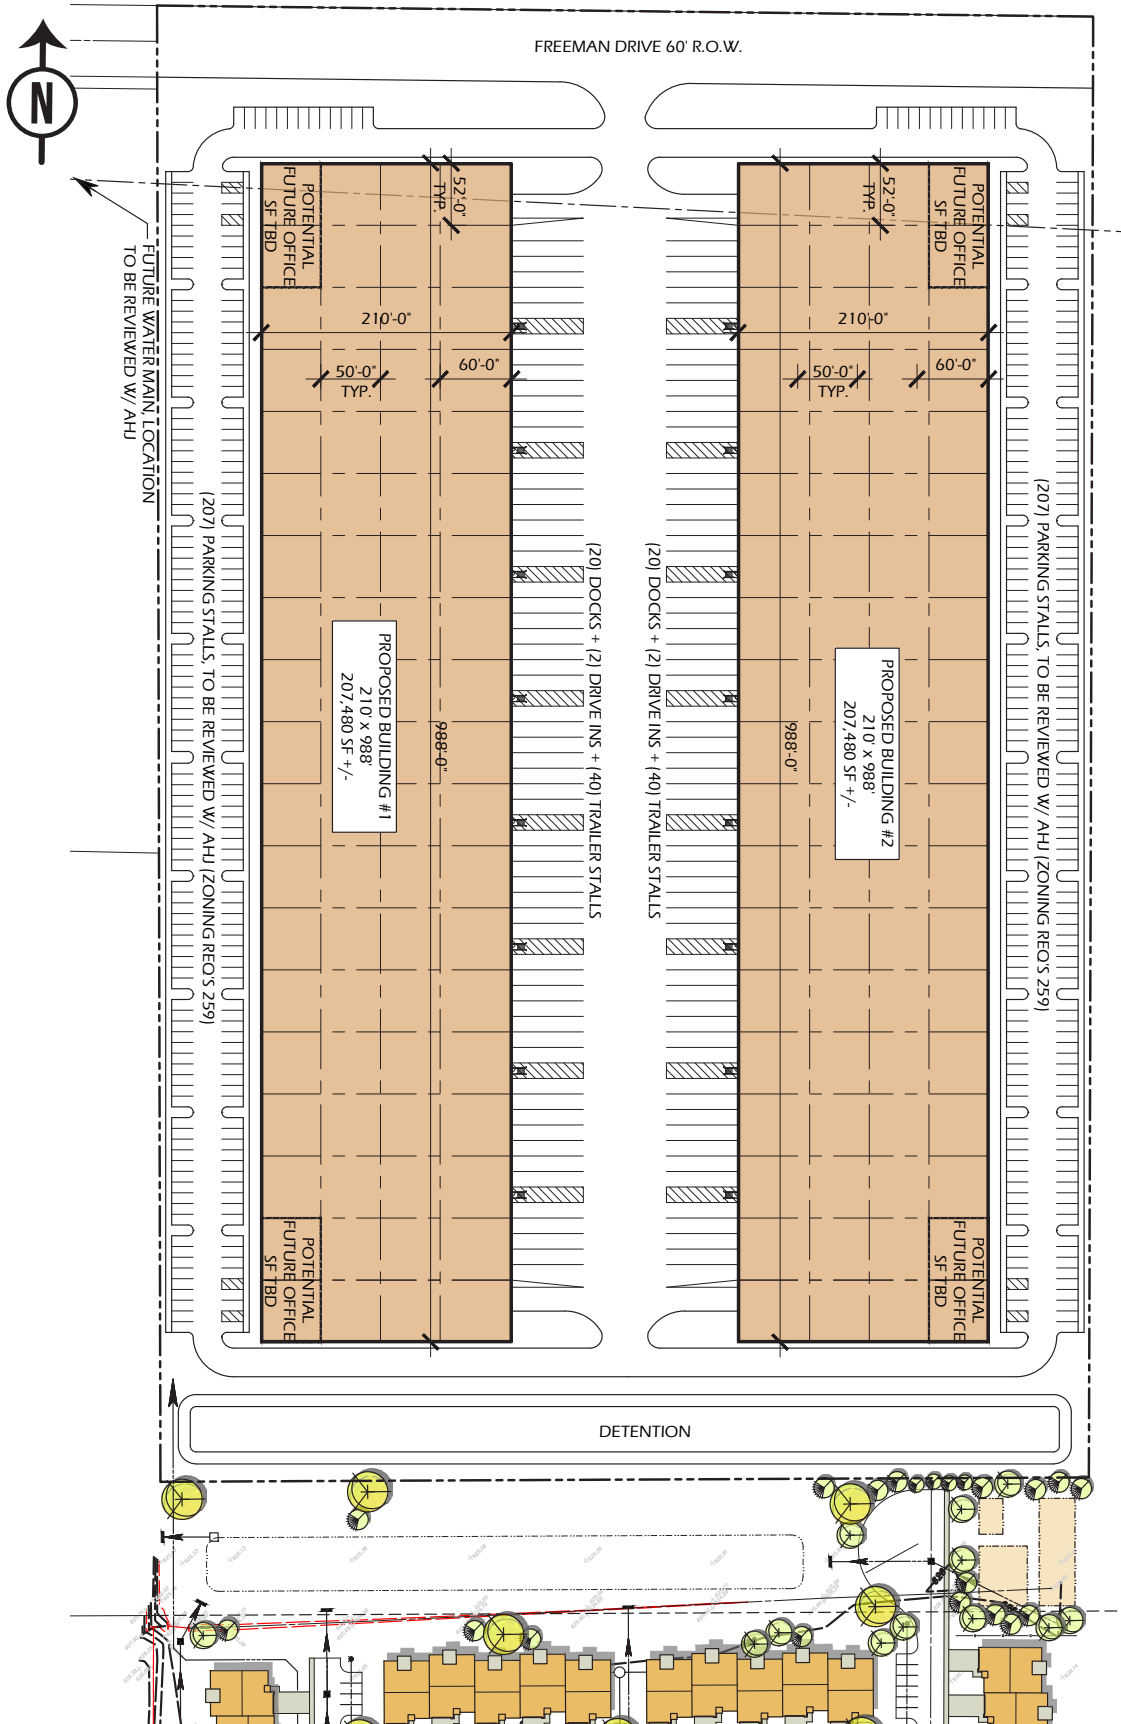 FREEMAN DRIVE 60' R.O.W.
N
POTENTIAL
FUTURE OFFICE
SF TBD
52'-0"
TYP.
52'-0"
TYP.
POTENTIAL
FUTURE OFFICE
SF TBD
FUTURE WATER MAIN, LOCATION
TO BE REVIEWED W/ AHJ
210'-0"
210'-0"
50'-0"
TYP.
60'-0"
50'-0"
TYP.
60'-0"
(207) PARKING STALLS, TO BE REVIEWED W/ AHJ (ZONING REQ'S 259)
PROPOSED BUILDING #1
210' x 988'
207,480 SF +/-
988'-0"
(20) DOCKS + (2) DRIVE INS + (40) TRAILER STALLS
(20) DOCKS + (2) DRIVE INS + (40) TRAILER STALLS
988'-0"
PROPOSED BUILDING #2
210' x 988'
207,480 SF +/-
(207) PARKING STALLS, TO BE REVIEWED W/ AHJ (ZONING REQ'S 259)
POTENTIAL
FUTURE OFFICE
SF TBD
POTENTIAL
FUTURE OFFICE
SF TBD
DETENTION